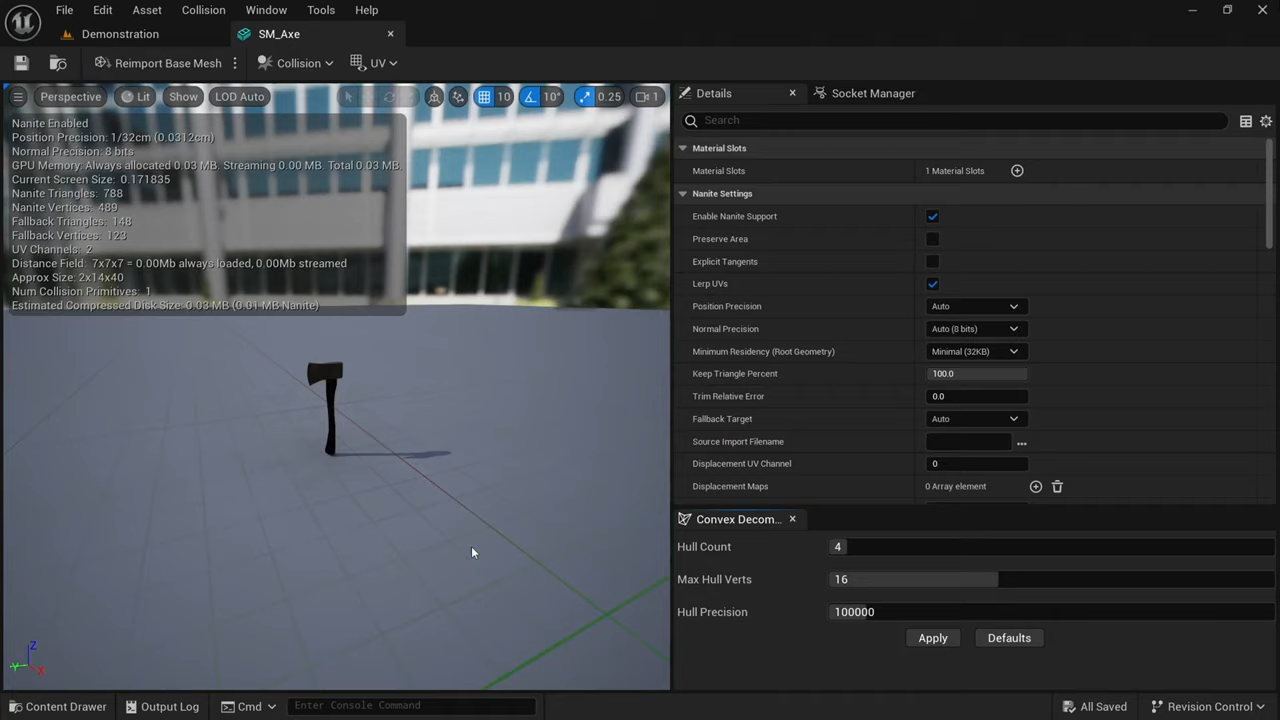 File Edit Asset Collision Window Tools Help
Demonstration SM_Axe
Reimport Base Mesh Collision UV
Perspective Lit Show LOD Auto 10 10° 0.25 1
Nanite Enabled
Position Precision: 1/32cm (0.0312cm)
Normal Precision: 8 bits
GPU Memory: Always allocated 0.03 MB. Streaming 0.00 MB. Total 0.03 MB.
Current Screen Size: 0.171835
Nanite Triangles: 788
Nanite Vertices: 489
Fallback Triangles: 148
Fallback Vertices: 123
UV Channels: 2
Distance Field: 7x7x7 = 0.00Mb always loaded, 0.00Mb streamed
Approx Size: 2x14x40
Num Collision Primitives: 1
Estimated Compressed Disk Size: 0.03 MB (0.01 MB Nanite)
Z
Y
X
Details Socket Manager
Search
Material Slots
Material Slots 1 Material Slots
Nanite Settings
Enable Nanite Support
Preserve Area
Explicit Tangents
Lerp UVs
Position Precision Auto
Normal Precision Auto (8 bits)
Minimum Residency (Root Geometry) Minimal (32KB)
Keep Triangle Percent 100.0
Trim Relative Error 0.0
Fallback Target Auto
Source Import Filename ...
Displacement UV Channel 0
Displacement Maps 0 Array element
Convex Decom...
Hull Count 4
Max Hull Verts 16
Hull Precision 100000
Apply Defaults
Content Drawer Output Log Cmd Enter Console Command All Saved Revision Control